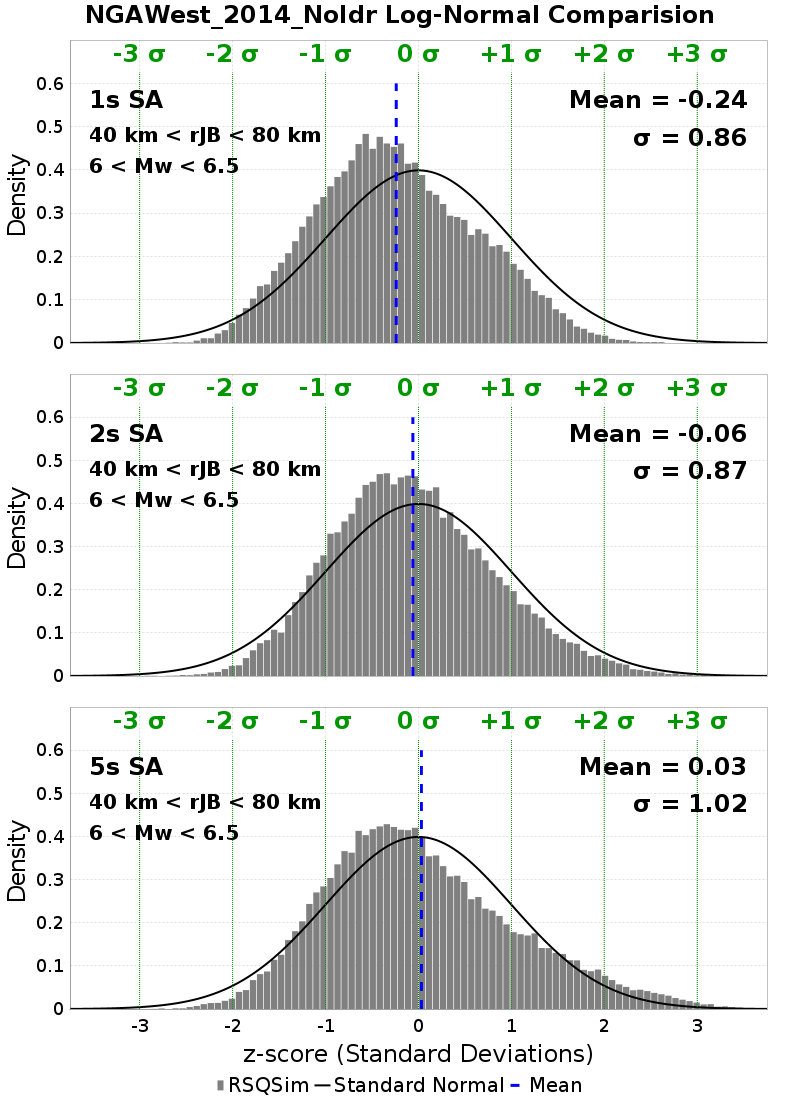 NGAWest_2014_NoIdr Log-Normal Comparision
-3 σ -2 σ -1 σ 0 σ +1 σ +2 σ +3 σ
0.6
1s SA Mean = -0.24
0.5
40 km < rJB < 80 km σ = 0.86
6 < Mw < 6.5
0.4
Density
0.3
0.2
0.1
0
-3 σ -2 σ -1 σ 0 σ +1 σ +2 σ +3 σ
0.6
2s SA Mean = -0.06
0.5
40 km < rJB < 80 km σ = 0.87
6 < Mw < 6.5
0.4
Density
0.3
0.2
0.1
0
-3 σ -2 σ -1 σ 0 σ +1 σ +2 σ +3 σ
0.6
5s SA Mean = 0.03
0.5
40 km < rJB < 80 km σ = 1.02
6 < Mw < 6.5
0.4
Density
0.3
0.2
0.1
0
-3 -2 -1 0 1 2 3
z-score (Standard Deviations)
RSQSim Standard Normal Mean